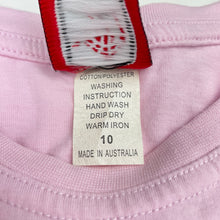 COTTON/POLYESTER
WASHING
INSTRUCTION
HAND WASH
DRIP DRY
WARM IRON
10
MADE IN AUSTRALIA